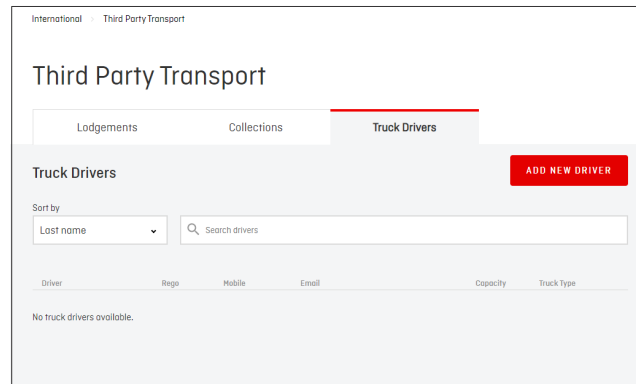 International > Third Party Transport
Third Party Transport
Lodgements Collections Truck Drivers
Truck Drivers
ADD NEW DRIVER
Sort by
Last name
Search drivers
Driver Rego Mobile Email Capacity Truck Type
No truck drivers available.